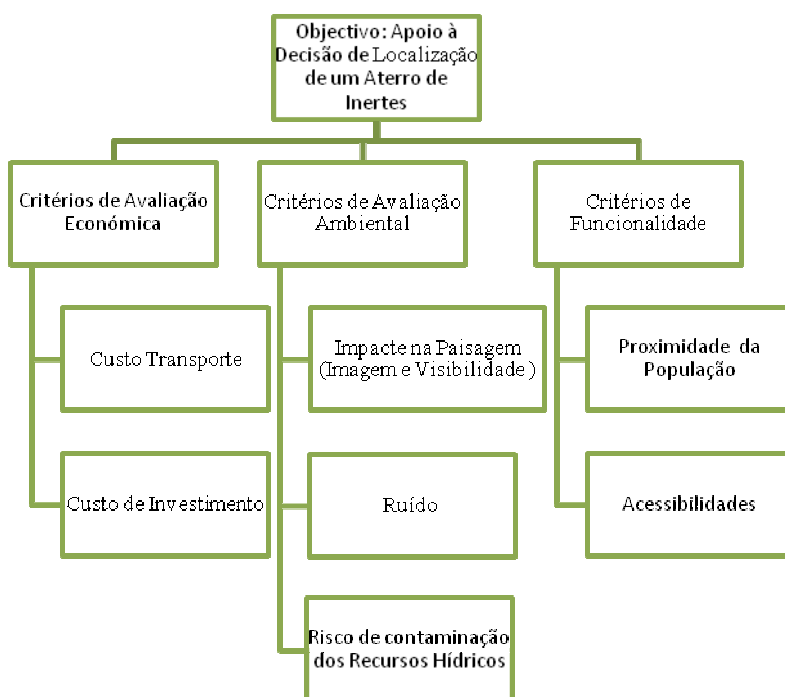 Objectivo: Apoio à
Decisão de Localização
de um Aterro de
Inertes
Critérios de Avaliação
Económica
Critérios de Avaliação
Ambiental
Critérios de
Funcionalidade
Custo Transporte
Impacte na Paisagem
(Imagem e Visibilidade)
Proximidade da
População
Custo de Investimento
Ruído
Acessibilidades
Risco de contaminação
dos Recursos Hídricos